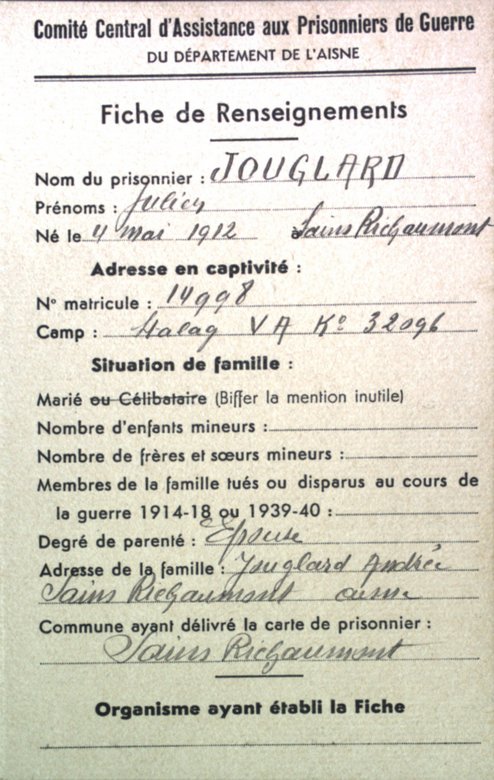 Comité Central d'Assistance aux Prisonniers de Guerre
DU DÉPARTEMENT DE L'AISNE
Fiche de Renseignements
Nom du prisonnier : JOUGLARD
Prénoms : Julien
Né le 4 mai 1912 Sains Richaumont
Adresse en captivité :
N° matricule : 14998
Camp : Stalag V A K° 32096
Situation de famille :
Marié ou Célibataire (Biffer la mention inutile)
Nombre d'enfants mineurs :
Nombre de frères et sœurs mineurs :
Membres de la famille tués ou disparus au cours de
la guerre 1914-18 ou 1939-40 :
Degré de parenté : Epouse
Adresse de la famille : Jouglard Andrée
Sains Richaumont aisne
Commune ayant délivré la carte de prisonnier :
Sains Richaumont
Organisme ayant établi la Fiche